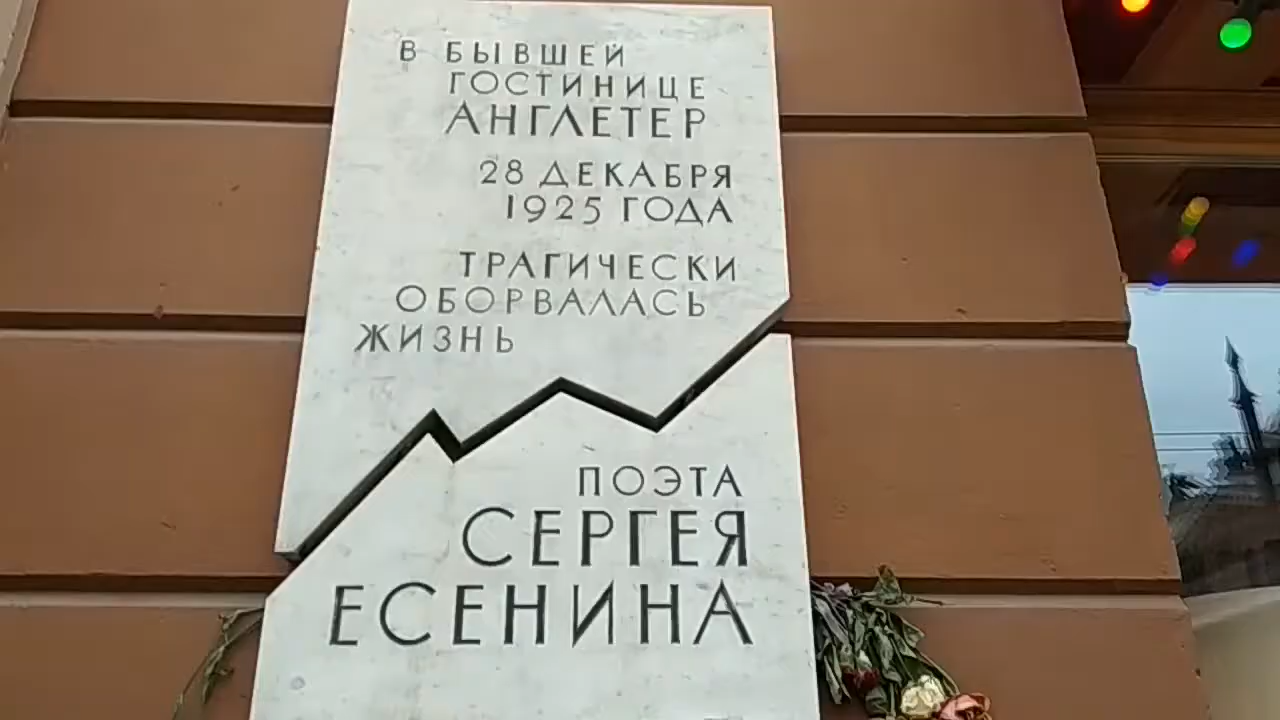 В БЫВШЕЙ
ГОСТИНИЦЕ
АНГЛЕТЕР
28 ДЕКАБРЯ
1925 ГОДА
ТРАГИЧЕСКИ
ОБОРВАЛАСЬ
ЖИЗНЬ
ПОЭТА
СЕРГЕЯ
ЕСЕНИНА